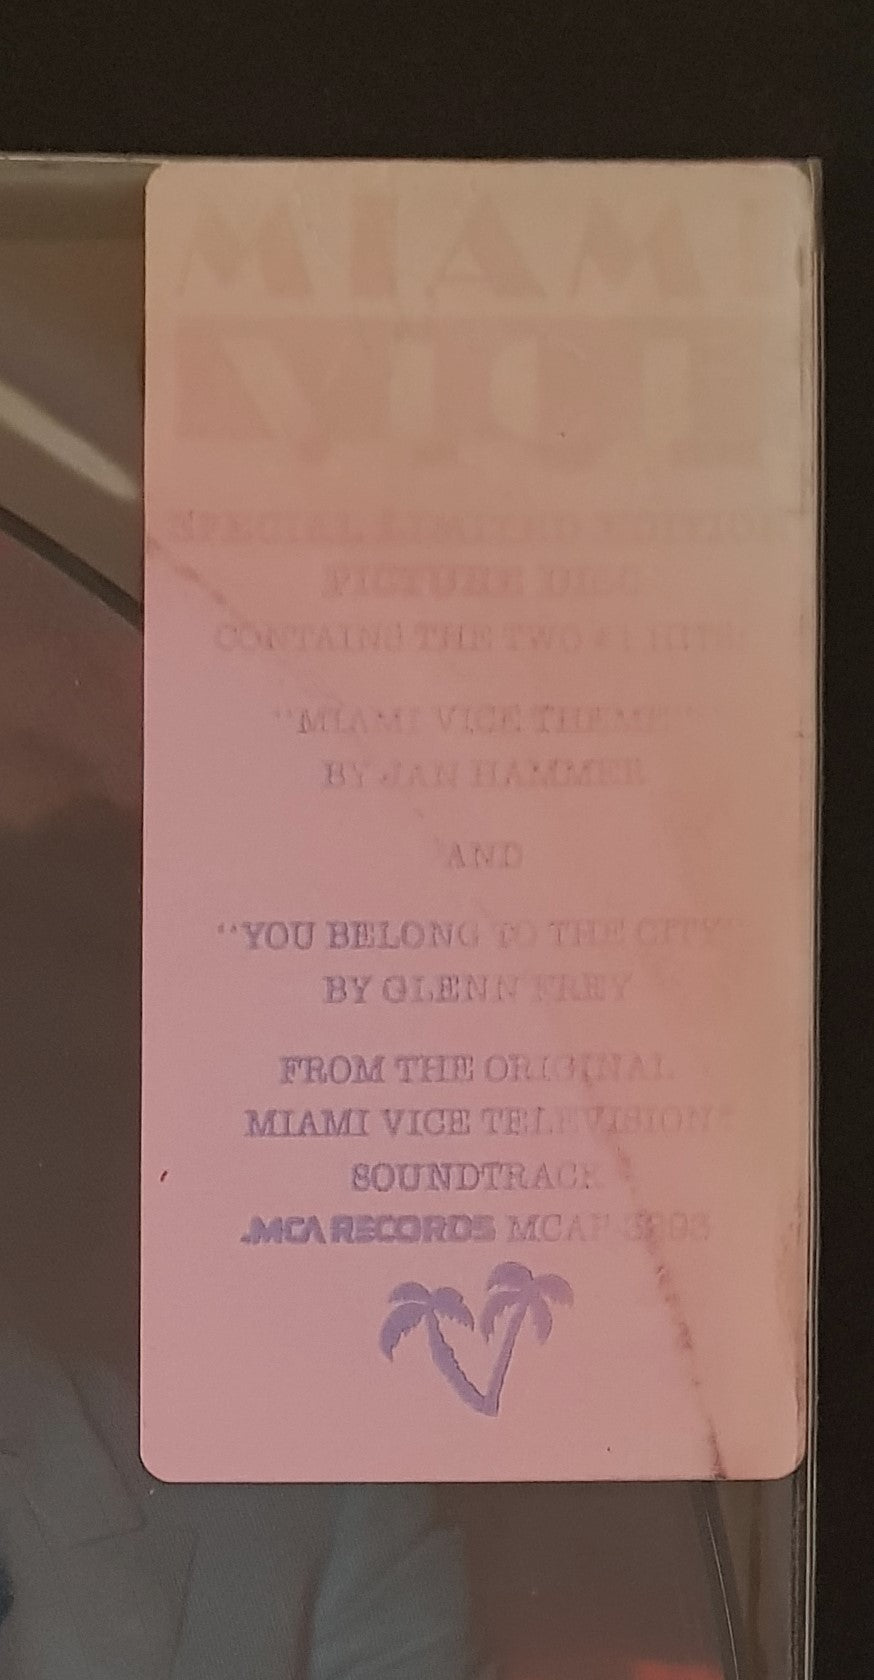 MIAMI
VICE
SPECIAL LIMITED EDITION
PICTURE DISC
CONTAINS THE TWO #1 HITS:
"MIAMI VICE THEME"
BY JAN HAMMER
AND
"YOU BELONG TO THE CITY"
BY GLENN FREY
FROM THE ORIGINAL
MIAMI VICE TELEVISION
SOUNDTRACK
MCA RECORDS